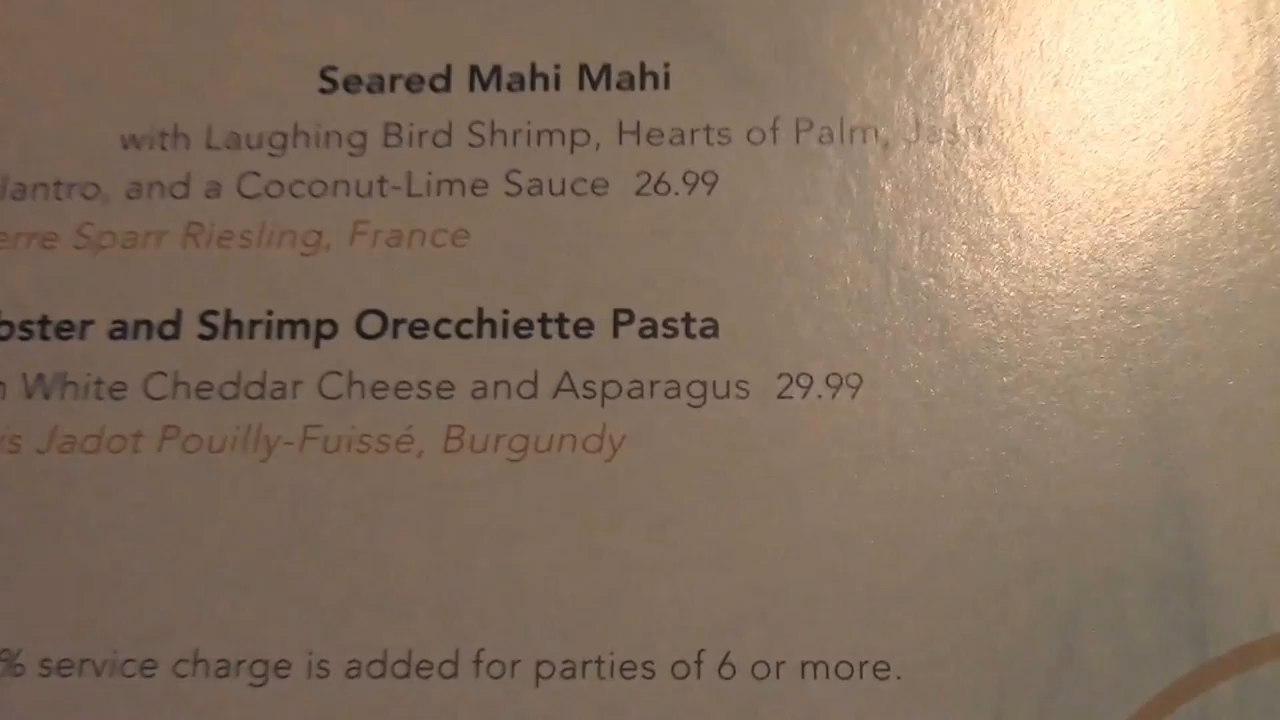 Seared Mahi Mahi
with Laughing Bird Shrimp, Hearts of Palm,
and a Coconut-Lime Sauce 26.99
Sparr Riesling, France
and Shrimp Orecchiette Pasta
White Cheddar Cheese and Asparagus 29.99
Jadot Pouilly-Fuissé, Burgundy
% service charge is added for parties of 6 or more.